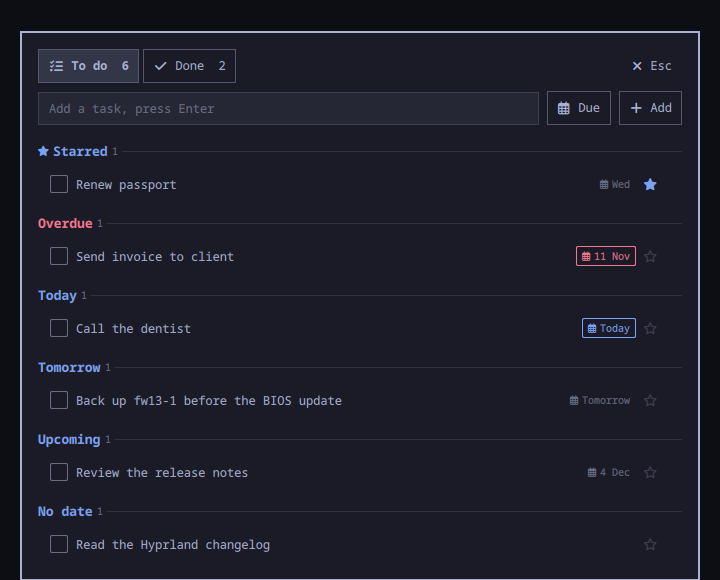 To do 6 Done 2 Esc
Add a task, press Enter Due Add
Starred 1
Renew passport Wed
Overdue 1
Send invoice to client 11 Nov
Today 1
Call the dentist Today
Tomorrow 1
Back up fw13-1 before the BIOS update Tomorrow
Upcoming 1
Review the release notes 4 Dec
No date 1
Read the Hyprland changelog